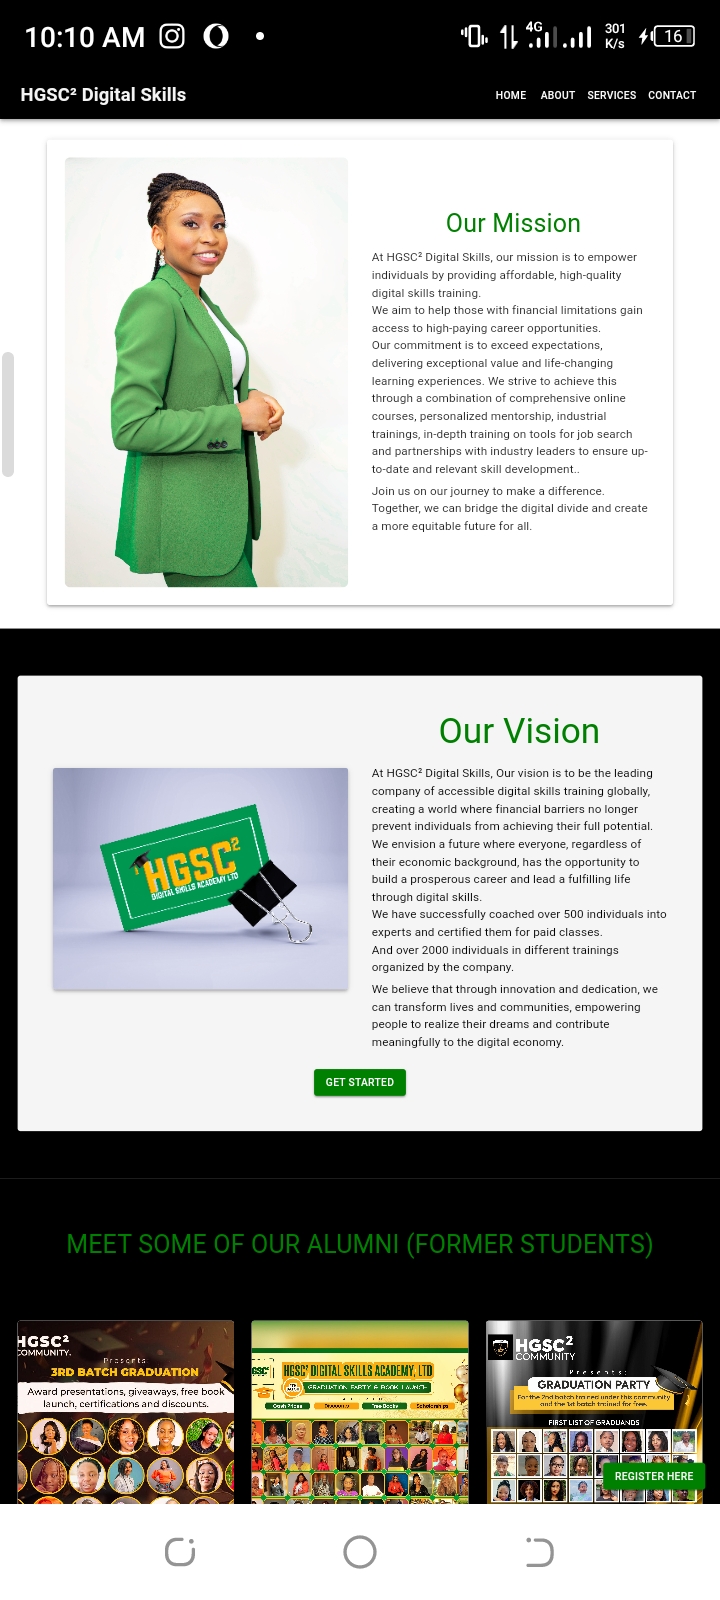 10:10 AM
4G
301
K/s
16
HGSC² Digital Skills
HOME ABOUT SERVICES CONTACT
Our Mission
At HGSC² Digital Skills, our mission is to empower
individuals by providing affordable, high-quality
digital skills training.
We aim to help those with financial limitations gain
access to high-paying career opportunities.
Our commitment is to exceed expectations,
delivering exceptional value and life-changing
learning experiences. We strive to achieve this
through a combination of comprehensive online
courses, personalized mentorship, industrial
trainings, in-depth training on tools for job search
and partnerships with industry leaders to ensure up-
to-date and relevant skill development..
Join us on our journey to make a difference.
Together, we can bridge the digital divide and create
a more equitable future for all.
Our Vision
HGSC²
DIGITAL SKILLS ACADEMY LTD
At HGSC² Digital Skills, Our vision is to be the leading
company of accessible digital skills training globally,
creating a world where financial barriers no longer
prevent individuals from achieving their full potential.
We envision a future where everyone, regardless of
their economic background, has the opportunity to
build a prosperous career and lead a fulfilling life
through digital skills.
We have successfully coached over 500 individuals into
experts and certified them for paid classes.
And over 2000 individuals in different trainings
organized by the company.
We believe that through innovation and dedication, we
can transform lives and communities, empowering
people to realize their dreams and contribute
meaningfully to the digital economy.
GET STARTED
MEET SOME OF OUR ALUMNI (FORMER STUDENTS)
HGSC²
COMMUNITY.
Presents
3RD BATCH GRADUATION
Award presentations, giveaways, free book
launch, certifications and discounts.
HGSC² DIGITAL SKILLS ACADEMY, LTD
GRADUATION PARTY & BOOK LAUNCH
Cash Prizes Discounts Free Books Scholarships
HGSC²
COMMUNITY
Presents:
GRADUATION PARTY
For the 2nd batch trained under this community
and the 1st batch trained for free.
FIRST LIST OF GRADUANDS
REGISTER HERE